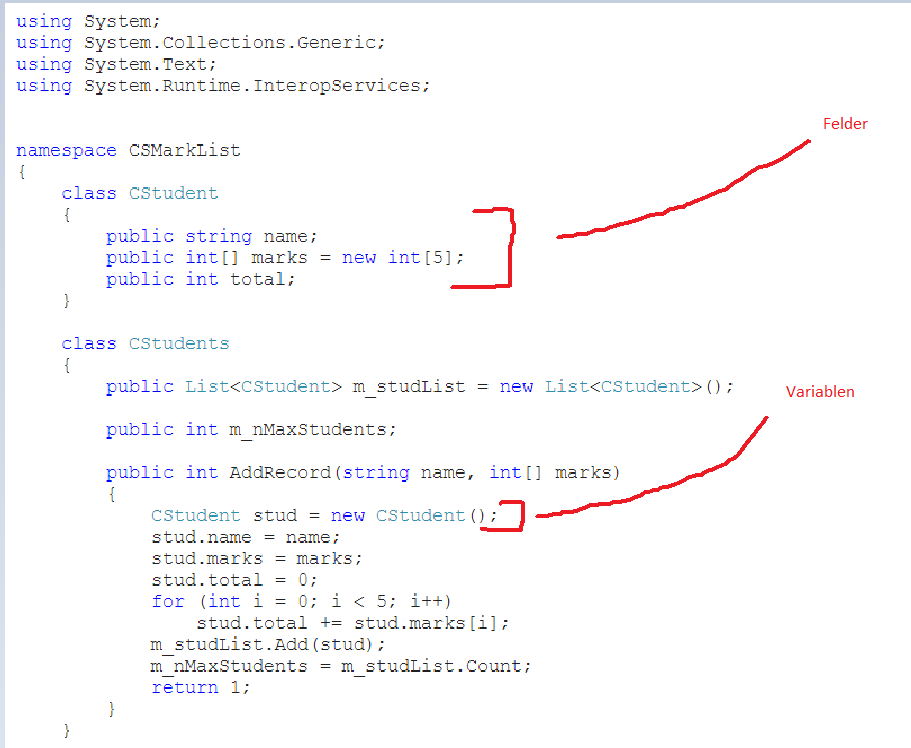 using System;
using System.Collections.Generic;
using System.Text;
using System.Runtime.InteropServices;
Felder
namespace CSMarkList
{
    class CStudent
    {
        public string name;
        public int[] marks = new int[5];
        public int total;
    }
    class CStudents
    {
        public List<CStudent> m_studList = new List<CStudent>();
Variablen
        public int m_nMaxStudents;
        public int AddRecord(string name, int[] marks)
        {
            CStudent stud = new CStudent();
            stud.name = name;
            stud.marks = marks;
            stud.total = 0;
            for (int i = 0; i < 5; i++)
                stud.total += stud.marks[i];
            m_studList.Add(stud);
            m_nMaxStudents = m_studList.Count;
            return 1;
        }
    }